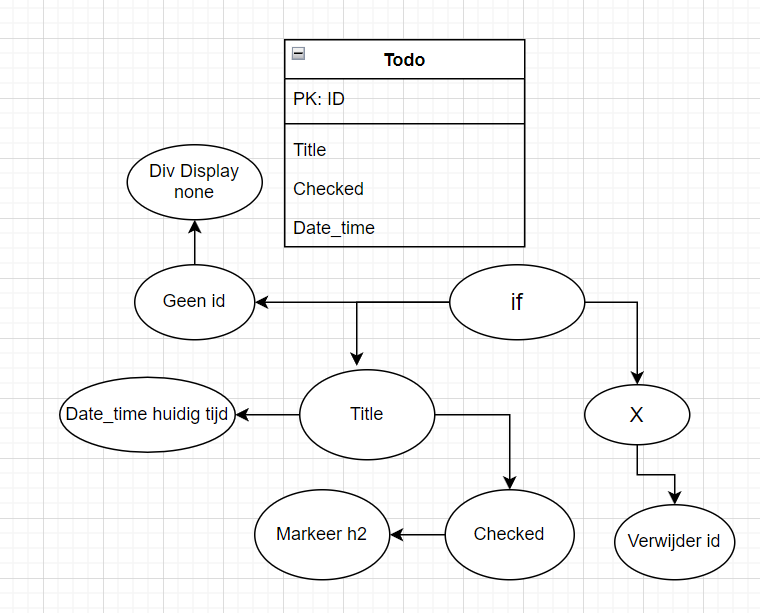 Todo
PK: ID
Title
Checked
Date_time
Div Display
none
Geen id
if
Date_time huidig tijd
Title
X
Markeer h2
Checked
Verwijder id